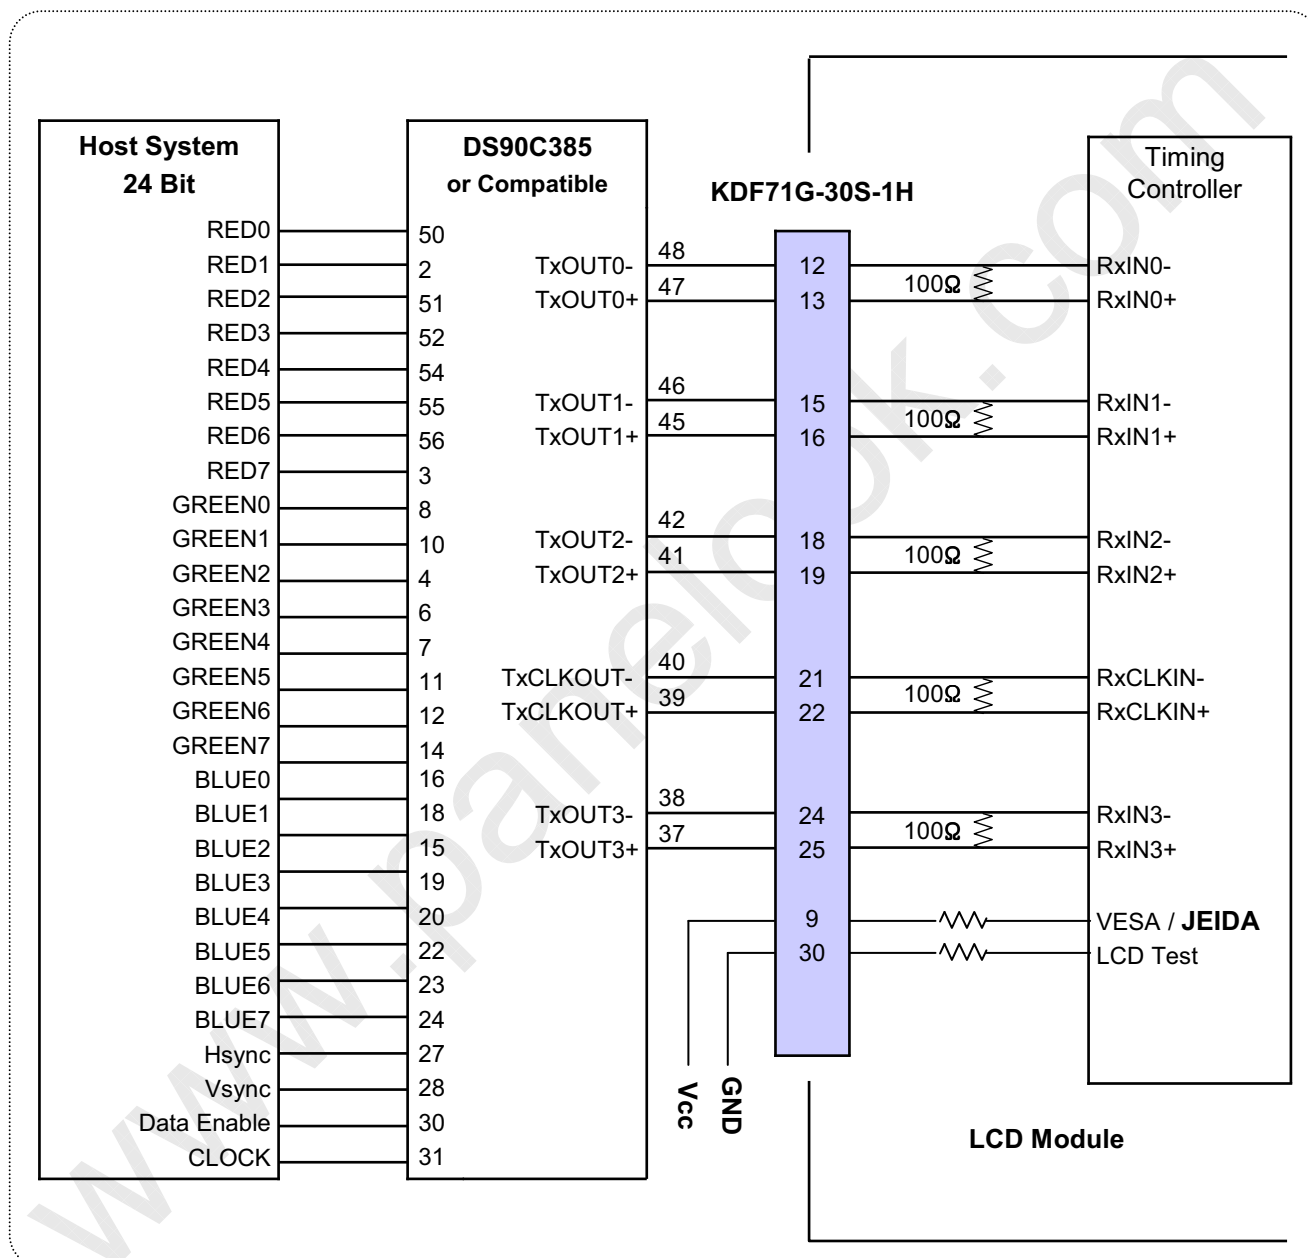 Host System
24 Bit
RED0
RED1
RED2
RED3
RED4
RED5
RED6
RED7
GREEN0
GREEN1
GREEN2
GREEN3
GREEN4
GREEN5
GREEN6
GREEN7
BLUE0
BLUE1
BLUE2
BLUE3
BLUE4
BLUE5
BLUE6
BLUE7
Hsync
Vsync
Data Enable
CLOCK
DS90C385
or Compatible
50
2
51
52
54
55
56
3
8
10
4
6
7
11
12
14
16
18
15
19
20
22
23
24
27
28
30
31
TxOUT0-
TxOUT0+
TxOUT1-
TxOUT1+
TxOUT2-
TxOUT2+
TxCLKOUT-
TxCLKOUT+
TxOUT3-
TxOUT3+
48
47
46
45
42
41
40
39
38
37
Vcc
GND
KDF71G-30S-1H
12
13
15
16
18
19
21
22
24
25
9
30
100Ω
100Ω
100Ω
100Ω
100Ω
Timing
Controller
RxIN0-
RxIN0+
RxIN1-
RxIN1+
RxIN2-
RxIN2+
RxCLKIN-
RxCLKIN+
RxIN3-
RxIN3+
VESA / JEIDA
LCD Test
LCD Module
www.panelook.com